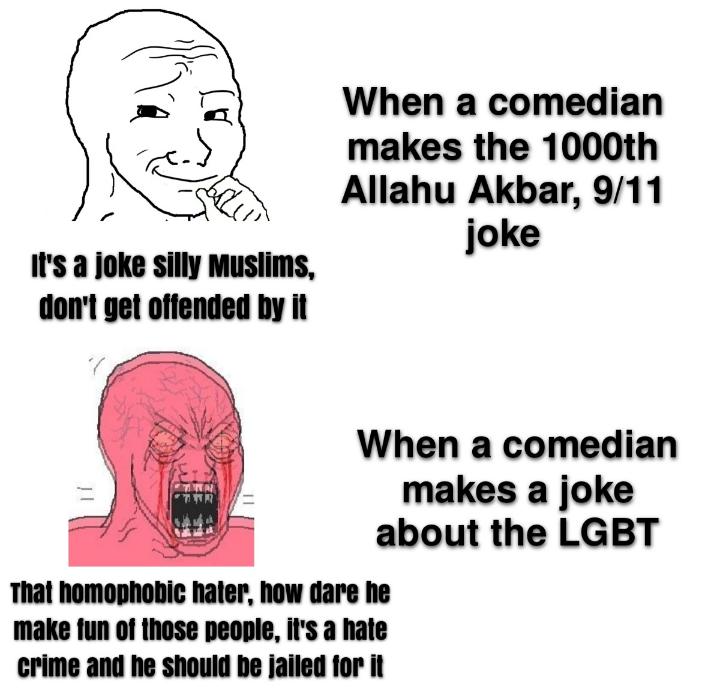 When a comedian
makes the 1000th
Allahu Akbar, 9/11
joke
It's a joke silly Muslims,
don't get offended by it
When a comedian
makes a joke
about the LGBT
That homophobic hater, how dare he
make fun of those people, it's a hate
crime and he should be jailed for it